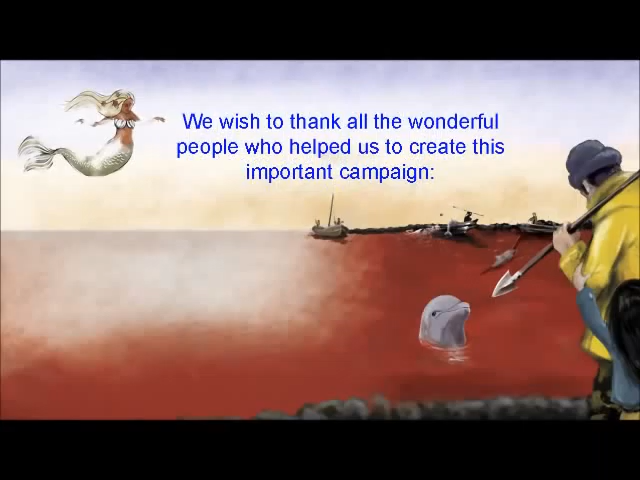 We wish to thank all the wonderful
people who helped us to create this
important campaign: